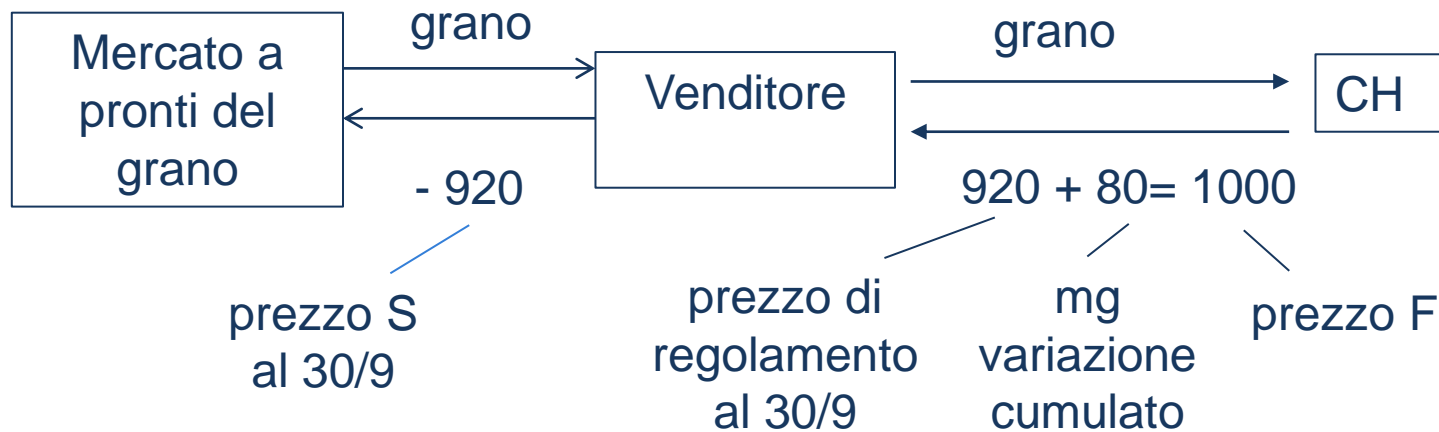 grano
grano
Mercato a
pronti del
grano
Venditore
CH
- 920
920 + 80= 1000
prezzo S
al 30/9
prezzo di
regolamento
al 30/9
mg
variazione
cumulato
prezzo F